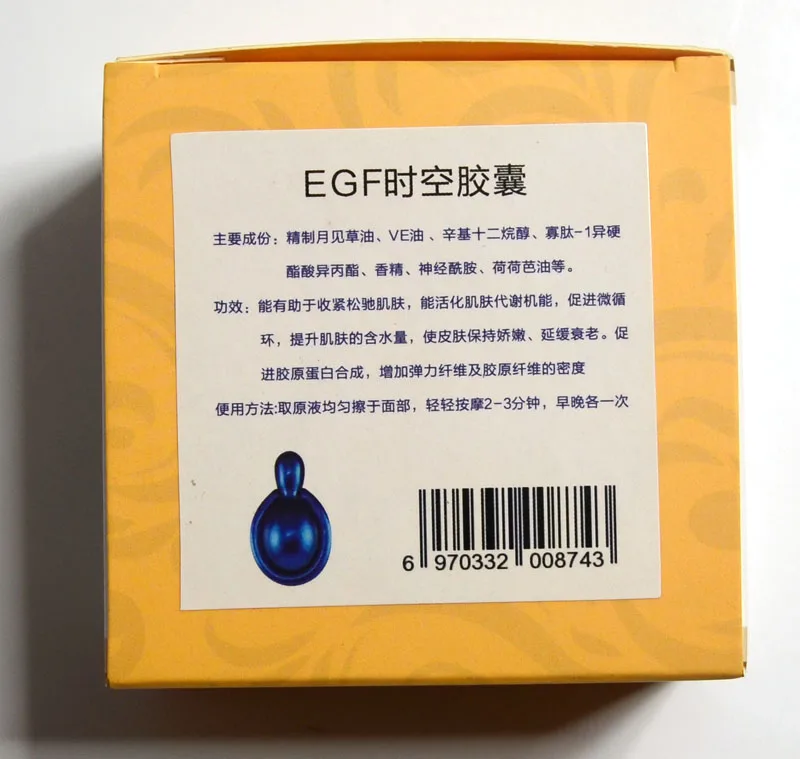 EGF时空胶囊
主要成份：精制月见草油、VE油 、辛基十二烷醇、寡肽-1异硬
酯酸异丙酯、香精、神经酰胺、荷荷芭油等。
功效：能有助于收紧松驰肌肤，能活化肌肤代谢机能，促进微循
环，提升肌肤的含水量，使皮肤保持娇嫩、延缓衰老。促
进胶原蛋白合成，增加弹力纤维及胶原纤维的密度
使用方法:取原液均匀擦于面部，轻轻按摩2-3分钟，早晚各一次
6 970332 008743